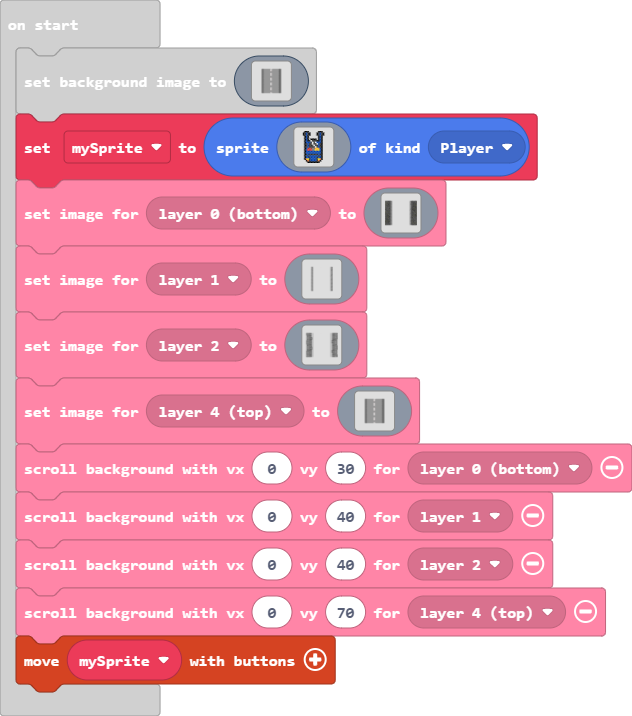 on start
set background image to
set mySprite to sprite of kind Player
set image for layer 0 (bottom) to
set image for layer 1 to
set image for layer 2 to
set image for layer 4 (top) to
scroll background with vx 0 vy 30 for layer 0 (bottom)
scroll background with vx 0 vy 40 for layer 1
scroll background with vx 0 vy 40 for layer 2
scroll background with vx 0 vy 70 for layer 4 (top)
move mySprite with buttons